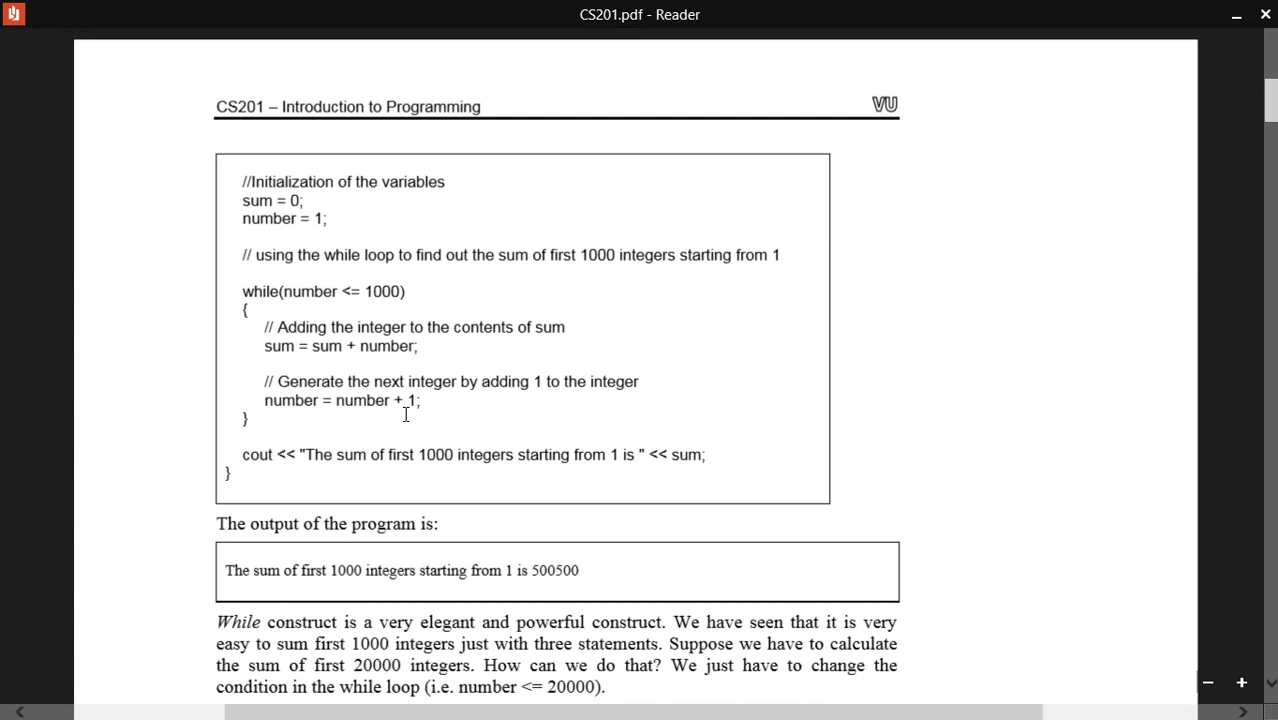 CS201.pdf - Reader
CS201 – Introduction to Programming VU
//Initialization of the variables
sum = 0;
number = 1;
// using the while loop to find out the sum of first 1000 integers starting from 1
while(number <= 1000)
{
// Adding the integer to the contents of sum
sum = sum + number;
// Generate the next integer by adding 1 to the integer
number = number + 1;
}
cout << "The sum of first 1000 integers starting from 1 is " << sum;
}
The output of the program is:
The sum of first 1000 integers starting from 1 is 500500
While construct is a very elegant and powerful construct. We have seen that it is very
easy to sum first 1000 integers just with three statements. Suppose we have to calculate
the sum of first 20000 integers. How can we do that? We just have to change the
condition in the while loop (i.e. number <= 20000).